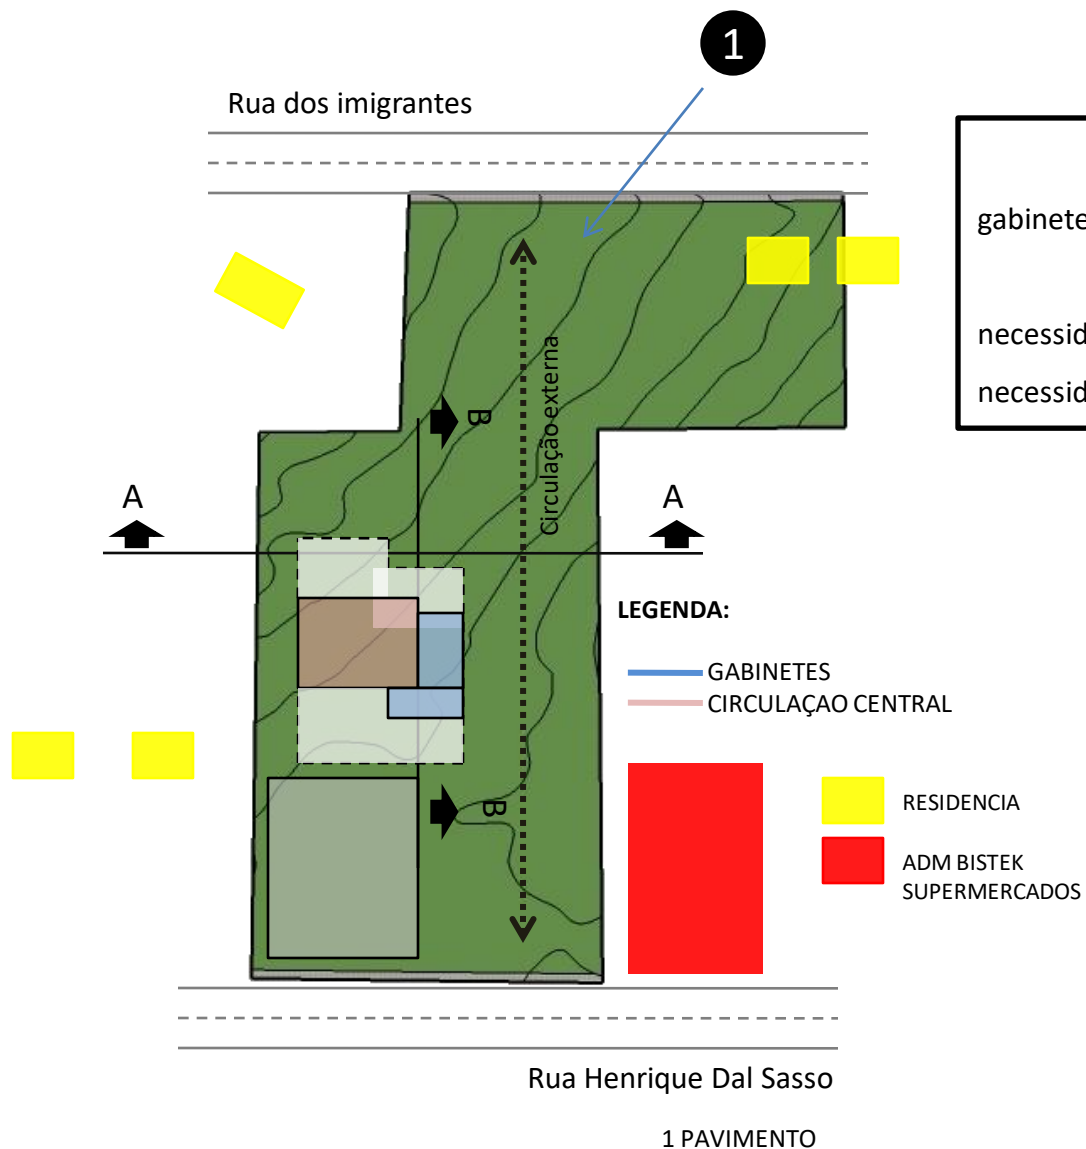 1
Rua dos imigrantes
gabinete
necessid
necessid
Circulação externa
B
A
A
LEGENDA:
GABINETES
CIRCULAÇAO CENTRAL
B
RESIDENCIA
ADM BISTEK
SUPERMERCADOS
Rua Henrique Dal Sasso
1 PAVIMENTO